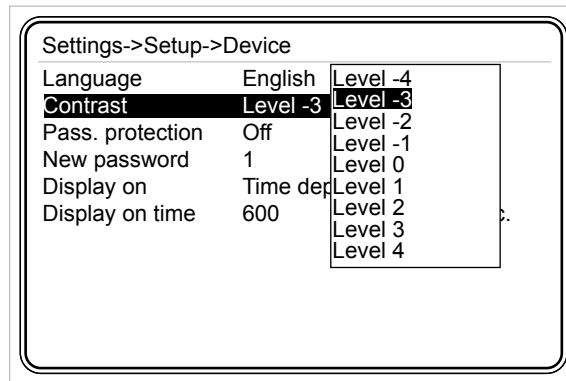 Settings->Setup->Device
Language English Level -4
Contrast Level -3 Level -3
Pass. protection Off Level -2
Level -1
New password 1 Level 0
Display on Time dep Level 1
Display on time 600 Level 2 c.
Level 3
Level 4